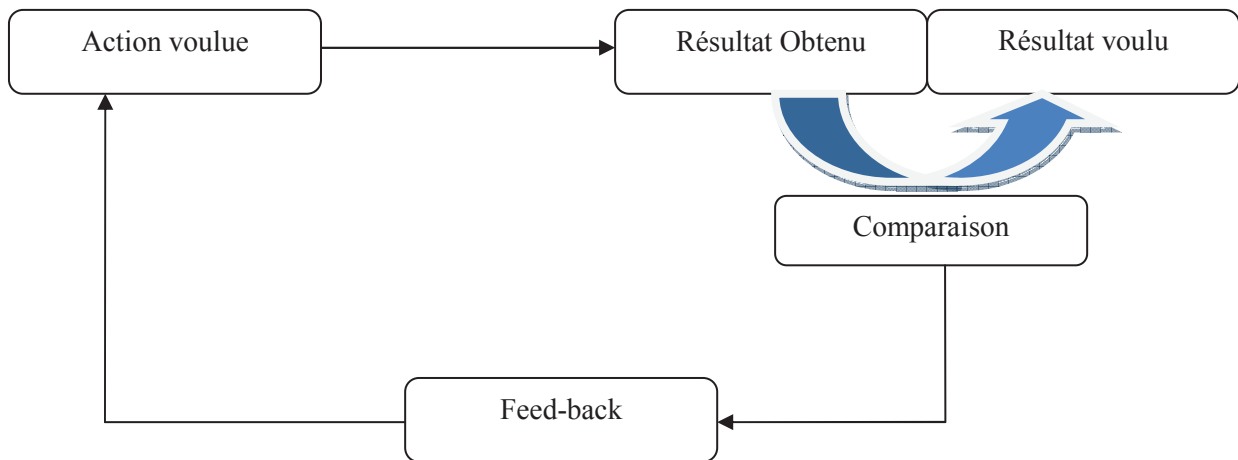 Action voulue
Résultat Obtenu
Résultat voulu
Comparaison
Feed-back